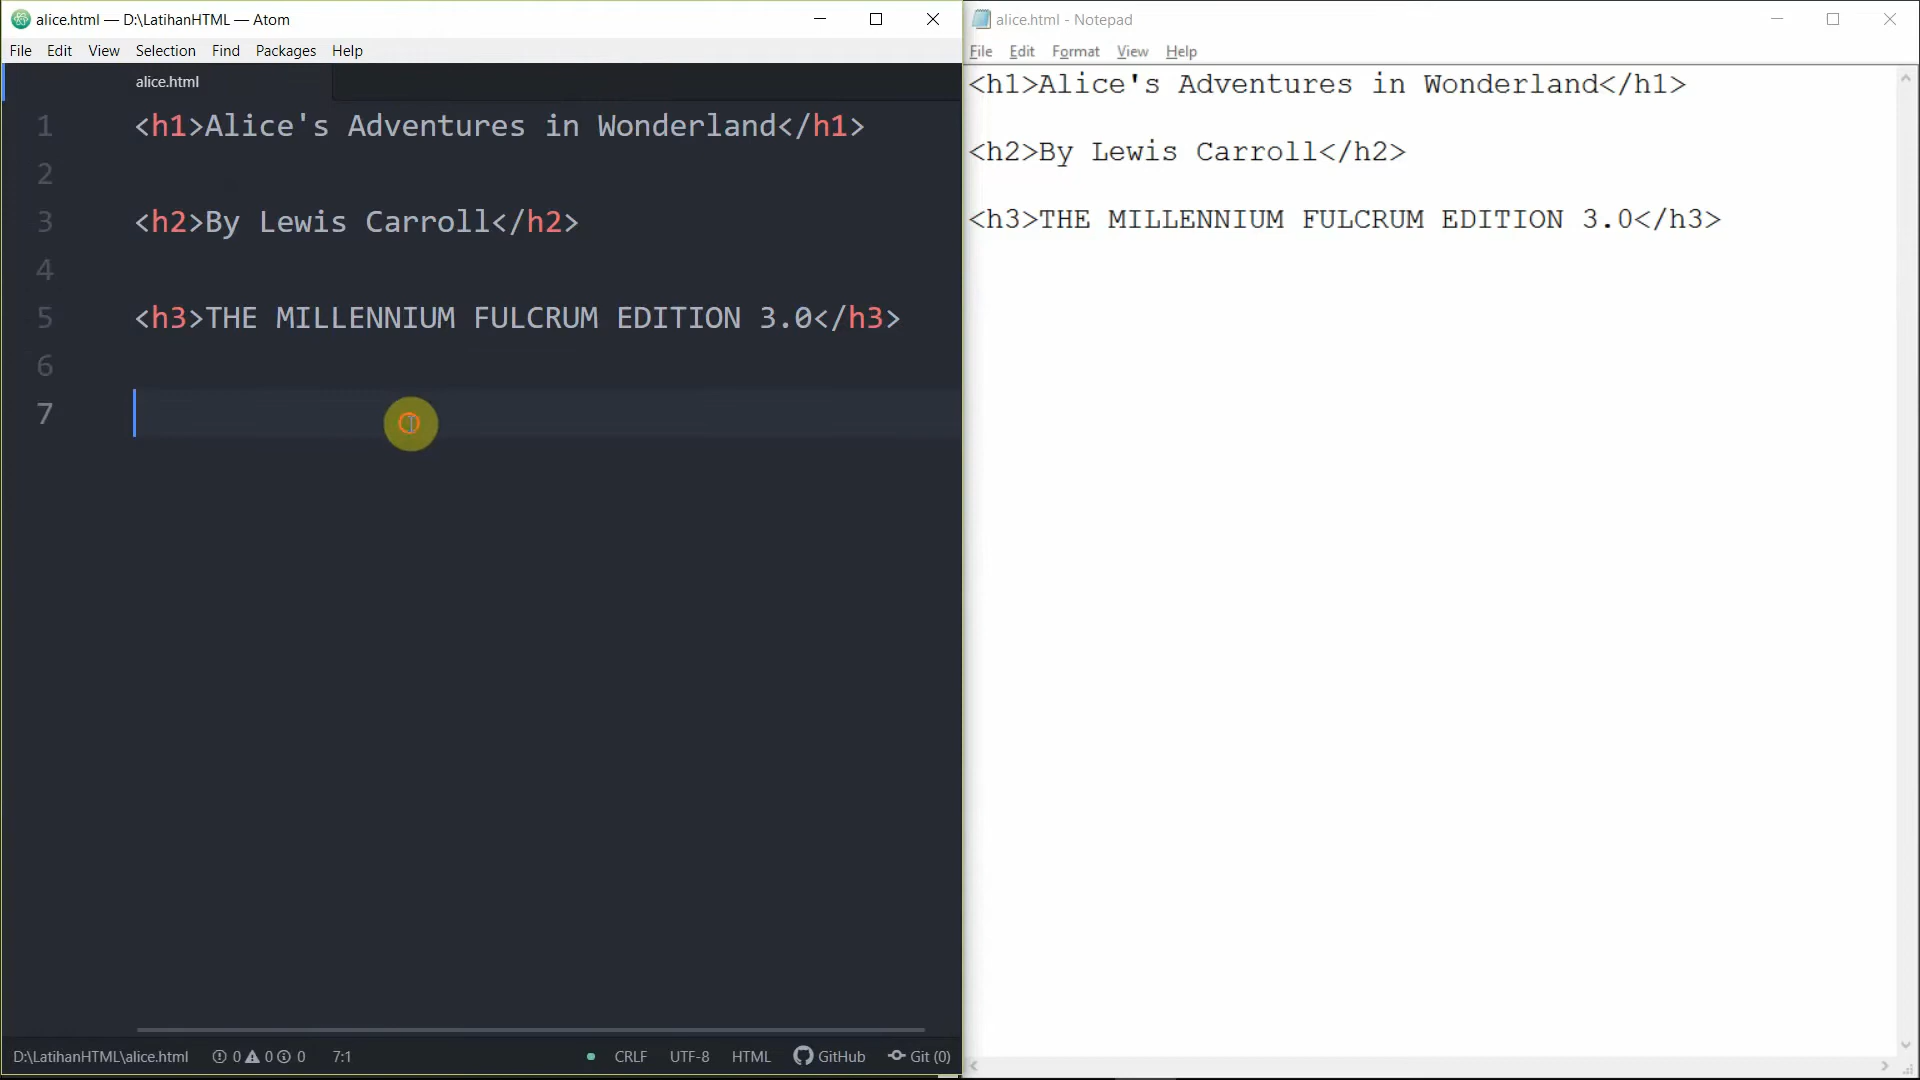 alice.html — D:\LatihanHTML — Atom
File Edit View Selection Find Packages Help
alice.html
1 <h1>Alice's Adventures in Wonderland</h1>
2
3 <h2>By Lewis Carroll</h2>
4
5 <h3>THE MILLENNIUM FULCRUM EDITION 3.0</h3>
6
7
D:\LatihanHTML\alice.html 0 0 0 7:1 CRLF UTF-8 HTML GitHub Git (0)
alice.html - Notepad
File Edit Format View Help
<h1>Alice's Adventures in Wonderland</h1>
<h2>By Lewis Carroll</h2>
<h3>THE MILLENNIUM FULCRUM EDITION 3.0</h3>